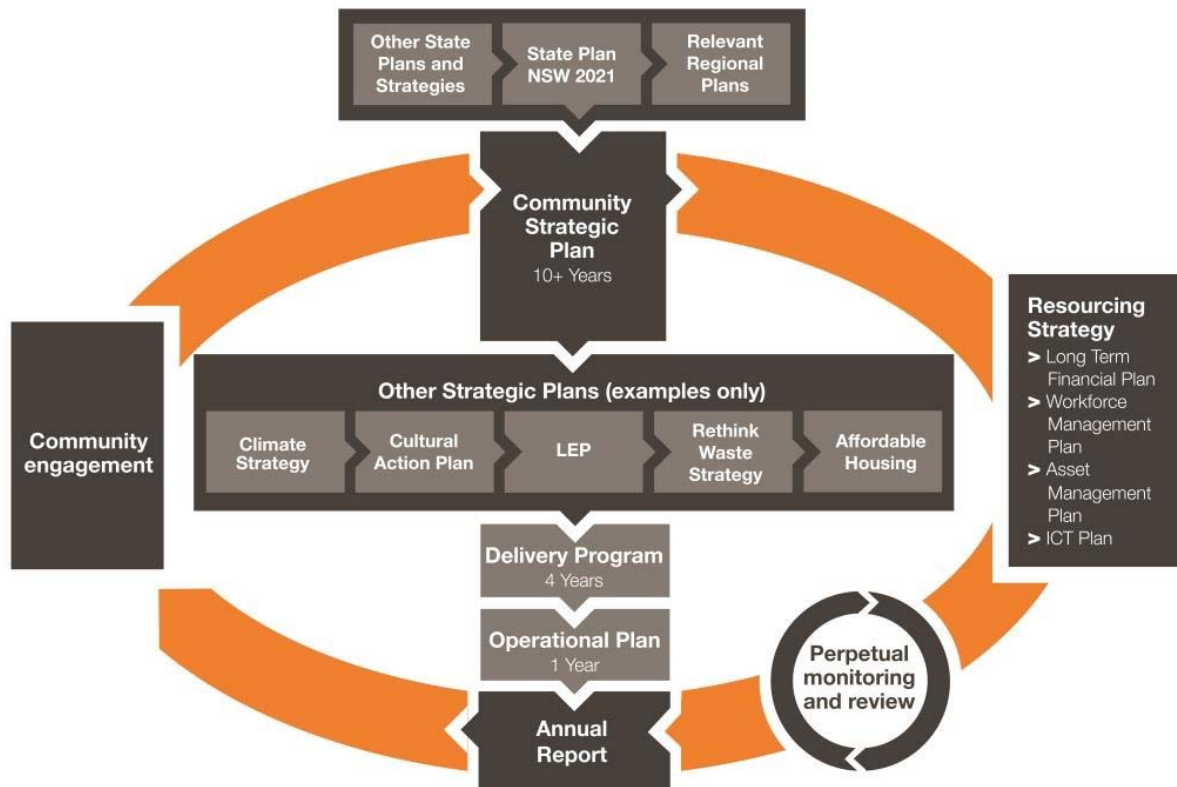 Other State
Plans and
Strategies
State Plan
NSW 2021
Relevant
Regional
Plans
Community
Strategic
Plan
10+ Years
Community
engagement
Other Strategic Plans (examples only)
Climate
Strategy
Cultural
Action Plan
LEP
Rethink
Waste
Strategy
Affordable
Housing
Resourcing
Strategy
> Long Term
Financial Plan
> Workforce
Management
Plan
> Asset
Management
Plan
> ICT Plan
Delivery Program
4 Years
Operational Plan
1 Year
Annual
Report
Perpetual
monitoring
and review